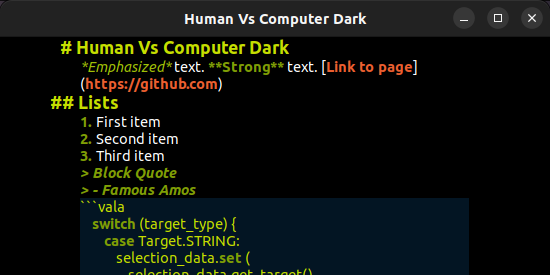 Human Vs Computer Dark
# Human Vs Computer Dark
*Emphasized* text. **Strong** text. [Link to page]
(https://github.com)
## Lists
1. First item
2. Second item
3. Third item
> Block Quote
> - Famous Amos
```vala
switch (target_type) {
case Target.STRING:
selection_data.set (
selection_data.get_target()